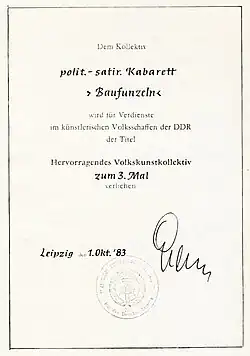 Dem Kollektiv
polit.-satir. Kabarett
> Baufunzeln <
wird für Verdienste
im künstlerischen Volksschaffen der DDR
der Titel
Hervorragendes Volkskunstkollektiv
zum 3. Mal
verliehen
Leipzig den 1. Okt. '83